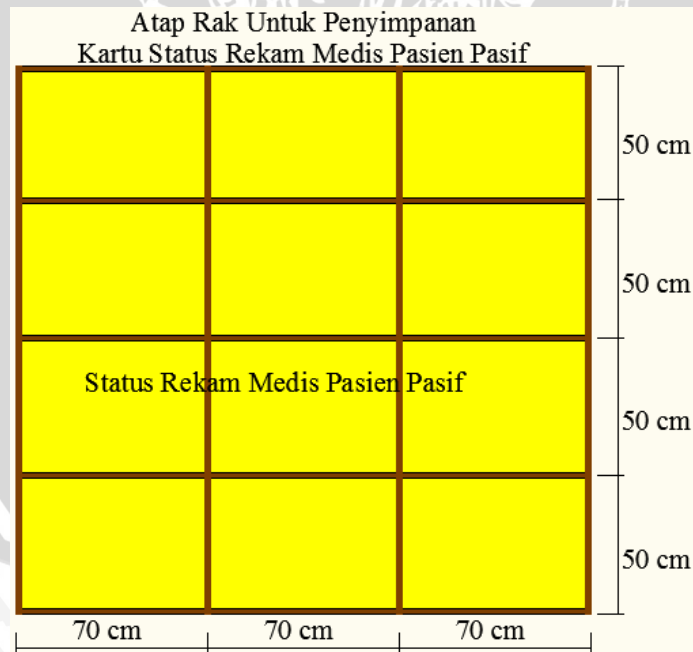 Atap Rak Untuk Penyimpanan
Kartu Status Rekam Medis Pasien Pasif
50 cm
50 cm
Status Rekam Medis Pasien Pasif
50 cm
50 cm
70 cm 70 cm 70 cm